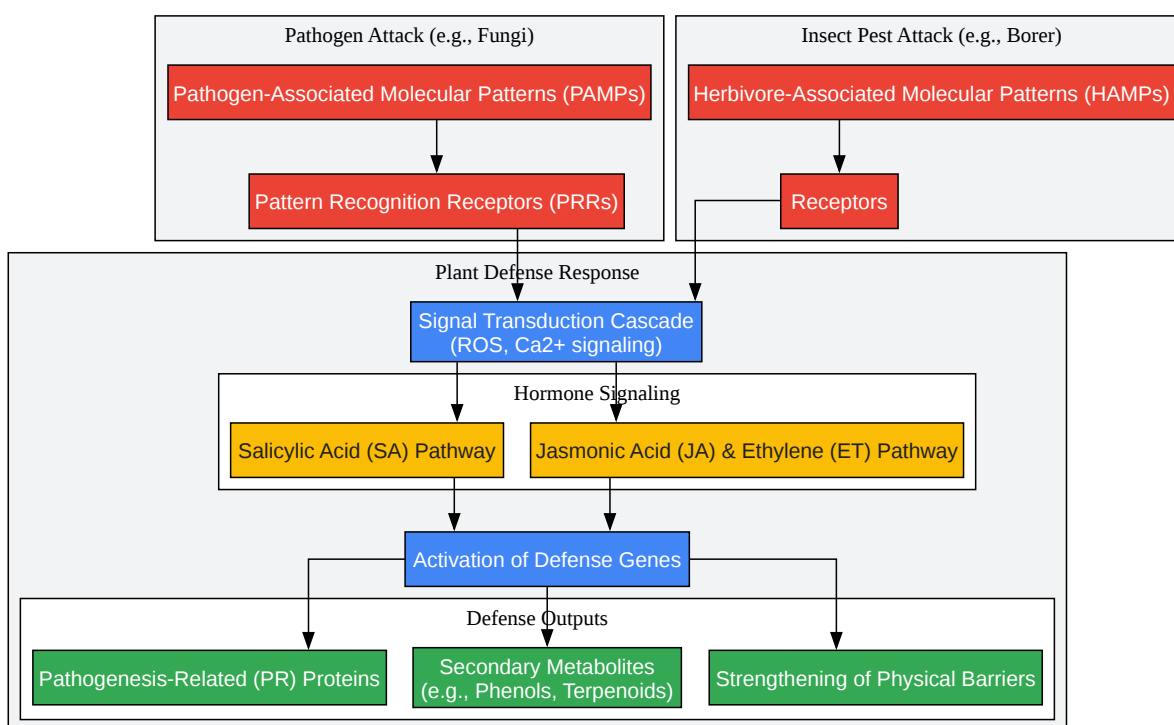 Pathogen Attack (e.g., Fungi)
Insect Pest Attack (e.g., Borer)
Pathogen-Associated Molecular Patterns (PAMPs)
Herbivore-Associated Molecular Patterns (HAMPs)
Pattern Recognition Receptors (PRRs)
Receptors
Plant Defense Response
Signal Transduction Cascade
(ROS, Ca2+ signaling)
Hormone Signaling
Salicylic Acid (SA) Pathway
Jasmonic Acid (JA) & Ethylene (ET) Pathway
Activation of Defense Genes
Defense Outputs
Pathogenesis-Related (PR) Proteins
Secondary Metabolites
(e.g., Phenols, Terpenoids)
Strengthening of Physical Barriers